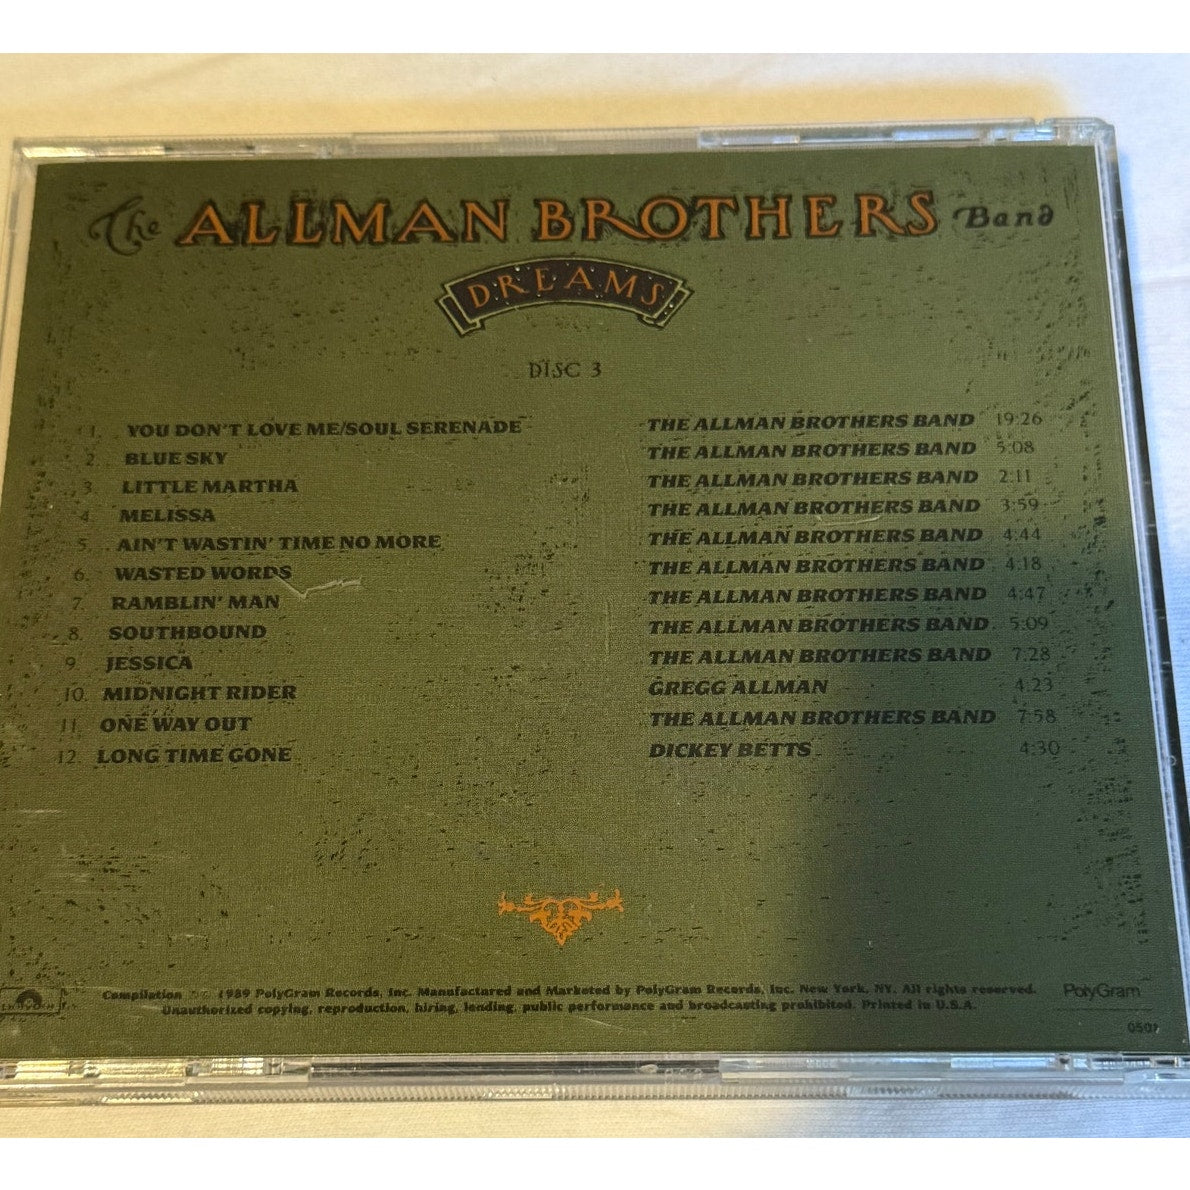 The ALLMAN BROTHERS Band
DREAMS
DISC 3
1. YOU DON'T LOVE ME/SOUL SERENADE THE ALLMAN BROTHERS BAND 19:26
2. BLUE SKY THE ALLMAN BROTHERS BAND 5:08
3. LITTLE MARTHA THE ALLMAN BROTHERS BAND 2:11
4. MELISSA THE ALLMAN BROTHERS BAND 3:59
5. AIN'T WASTIN' TIME NO MORE THE ALLMAN BROTHERS BAND 4:44
6. WASTED WORDS THE ALLMAN BROTHERS BAND 4:18
7. RAMBLIN' MAN THE ALLMAN BROTHERS BAND 4:47
8. SOUTHBOUND THE ALLMAN BROTHERS BAND 5:09
9. JESSICA THE ALLMAN BROTHERS BAND 7:28
10. MIDNIGHT RIDER GREGG ALLMAN 4:23
11. ONE WAY OUT THE ALLMAN BROTHERS BAND 7:58
12. LONG TIME GONE DICKEY BETTS 4:30
Compilation 1989 PolyGram Records, Inc. Manufactured and Marketed by PolyGram Records, Inc. New York, NY. All rights reserved.
Unauthorized copying, reproduction, hiring, lending, public performance and broadcasting prohibited. Printed in U.S.A.
PolyGram